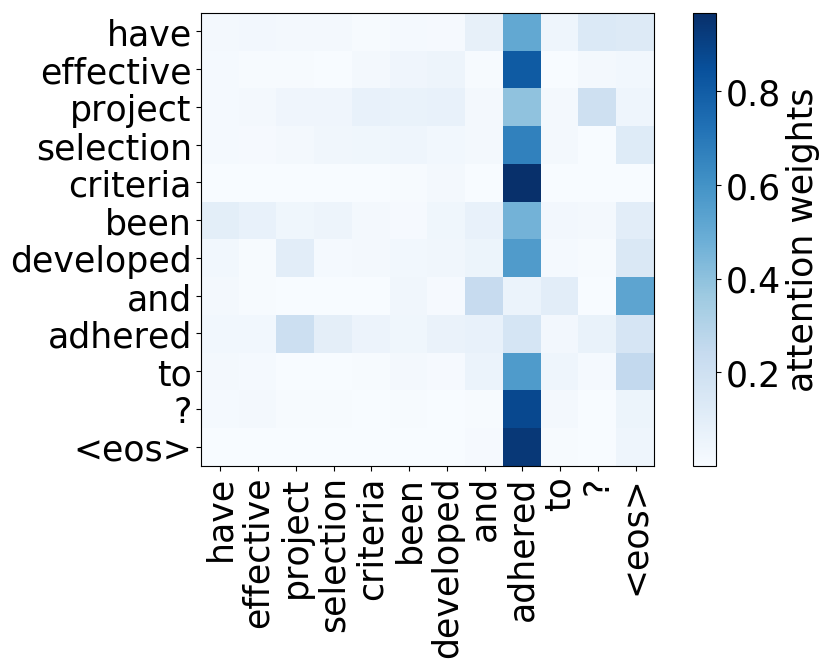 have
effective
project
selection
criteria
been
developed
and
adhered
to
?
<eos>
have
effective
project
selection
criteria
been
developed
and
adhered
to
?
<eos>
0.8
0.6
0.4
0.2
attention weights